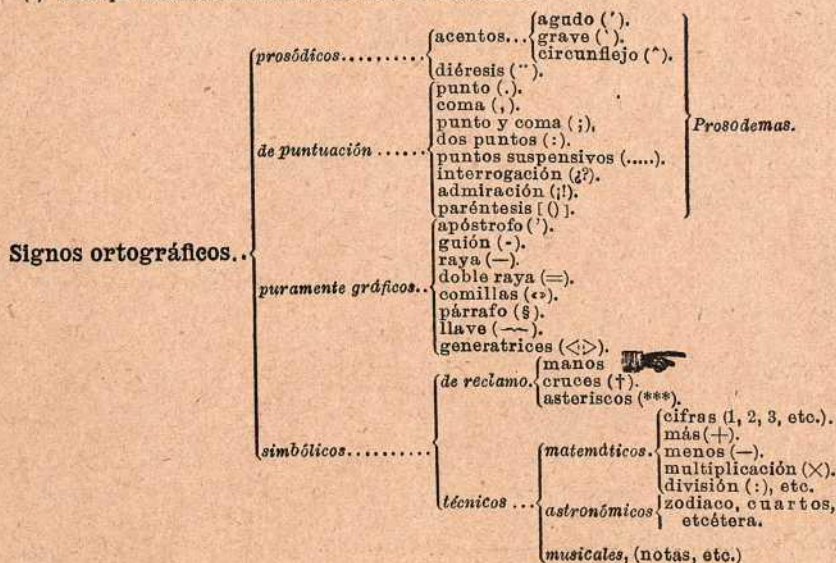 agudo (´).
acentos... grave (`).
circunflejo (^).
prosódicos..........
diéresis (¨).
punto (.).
coma (,).
punto y coma (;),
dos puntos (:).
de puntuación ......
puntos suspensivos (.....).
interrogación (¿?).
admiración (¡!).
paréntesis [()].
Prosodemas.
Signos ortográficos..
apóstrofo (’).
guión (-).
raya (—).
doble raya (=).
puramente gráficos..
comillas («»).
párrafo (§).
llave (﹏).
generatrices (<>).
simbólicos..........
de reclamo.
manos
cruces (†).
asteriscos (***).
técnicos ...
matemáticos.
cifras (1, 2, 3, etc.).
más (+).
menos (—).
multiplicación (×).
división (:), etc.
astronómicos
zodiaco, cuartos,
etcétera.
musicales, (notas, etc.)